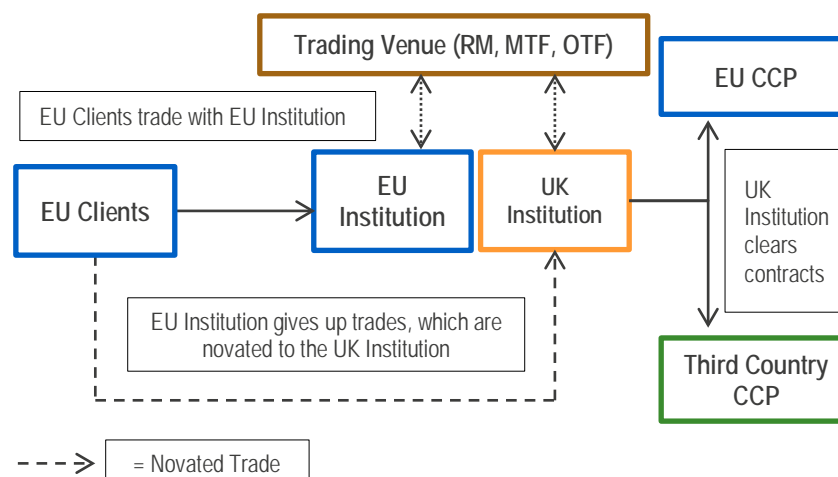 Trading Venue (RM, MTF, OTF)
EU CCP
EU Clients trade with EU Institution
EU Clients
EU
Institution
UK
Institution
UK
Institution
clears
contracts
EU Institution gives up trades, which are
novated to the UK Institution
Third Country
CCP
= Novated Trade